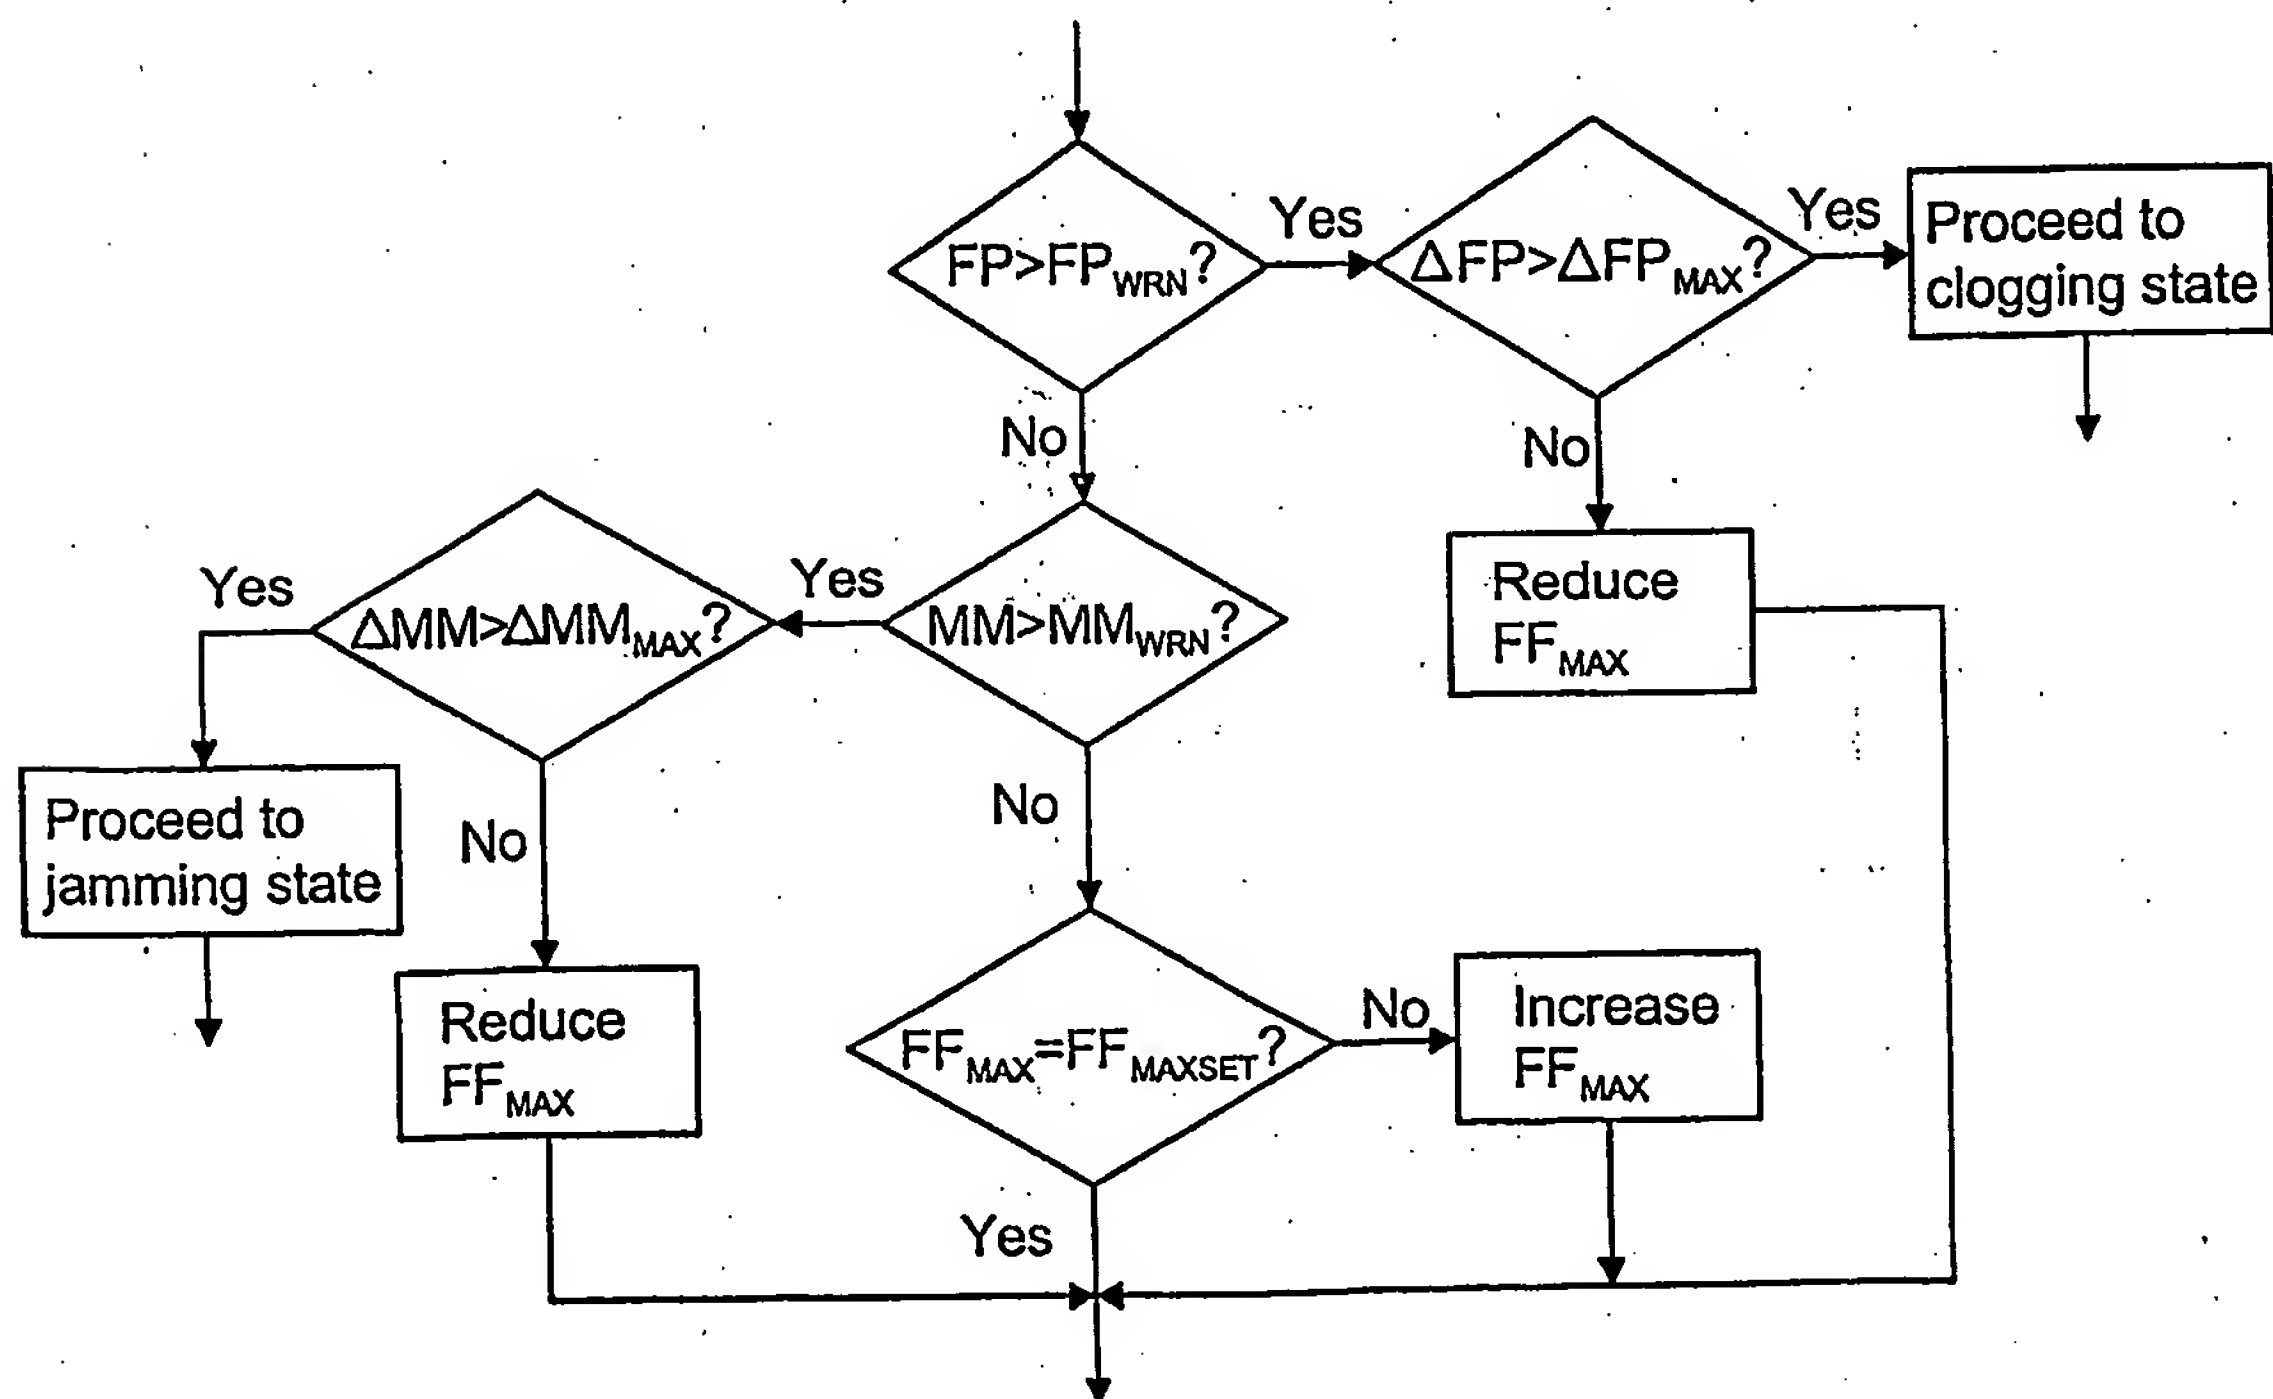 FP>FP_WRN?
Yes
ΔFP>ΔFP_MAX?
Yes
Proceed to
clogging state
No
No
Reduce
FF_MAX
Yes
ΔMM>ΔMM_MAX?
Yes
MM>MM_WRN?
Proceed to
jamming state
No
No
Reduce
FF_MAX
FF_MAX=FF_MAXSET?
No
Increase
FF_MAX
Yes